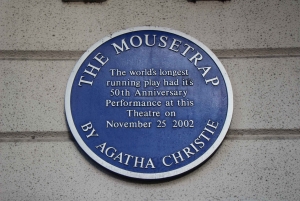 THE MOUSETRAP
The world's longest
running play had it's
50th Anniversary
Performance at this
Theatre on
November 25 2002
BY AGATHA CHRISTIE